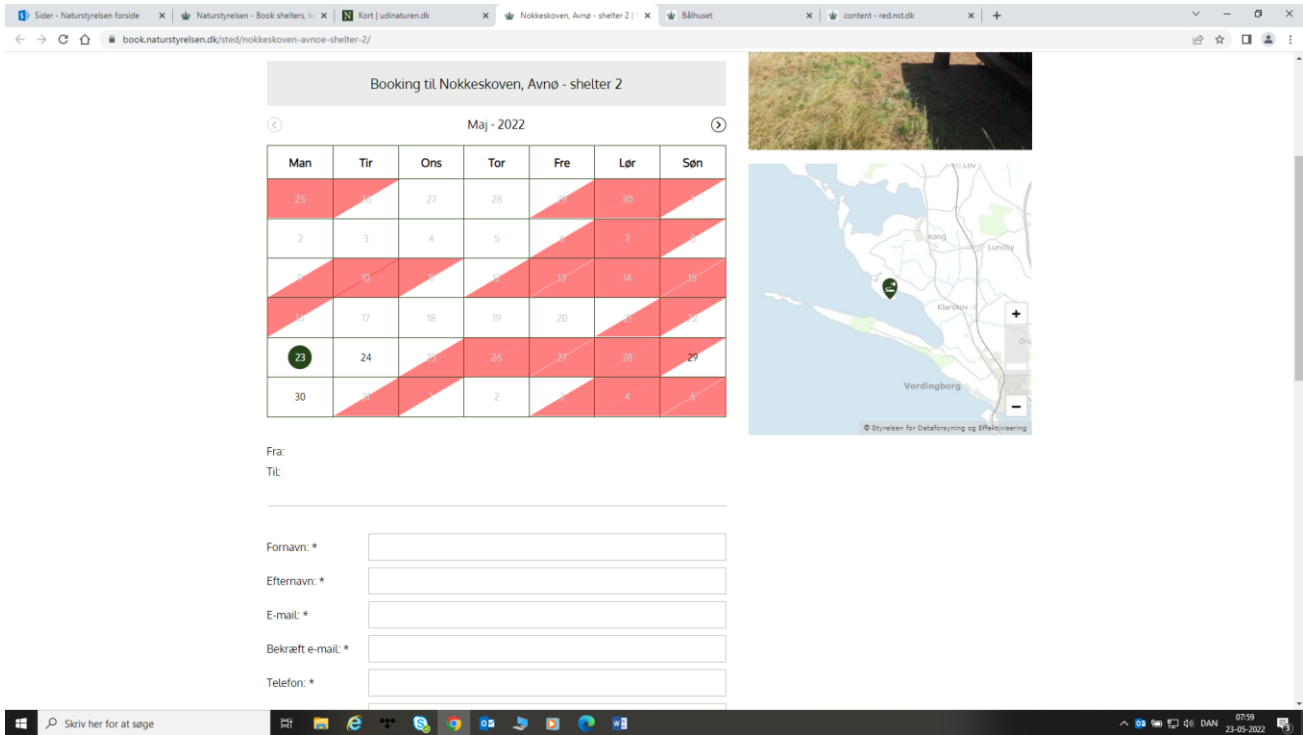 Sider - Naturstyrelsen forside
Naturstyrelsen - Book shelters, le
Kort | udinaturen.dk
Nokkeskoven, Avnø - shelter 2 |
Bålhuset
content - red.nst.dk
book.naturstyrelsen.dk/sted/nokkeskoven-avnoe-shelter-2/
Booking til Nokkeskoven, Avnø - shelter 2
Maj - 2022
Man Tir Ons Tor Fre Lør Søn
25 26 27 28 29 30 1
2 3 4 5 6 7 8
9 10 11 12 13 14 15
16 17 18 19 20 21 22
23 24 25 26 27 28 29
30 31 1 2 3 4 5
Lov
Køng
Lundby
Klarskov
+
Ørs
Vordingborg
−
© Styrelsen for Dataforsyning og Effektivisering
Fra:
Til:
Fornavn: *
Efternavn: *
E-mail: *
Bekræft e-mail: *
Telefon: *
Skriv her for at søge
DAN
07:59
23-05-2022